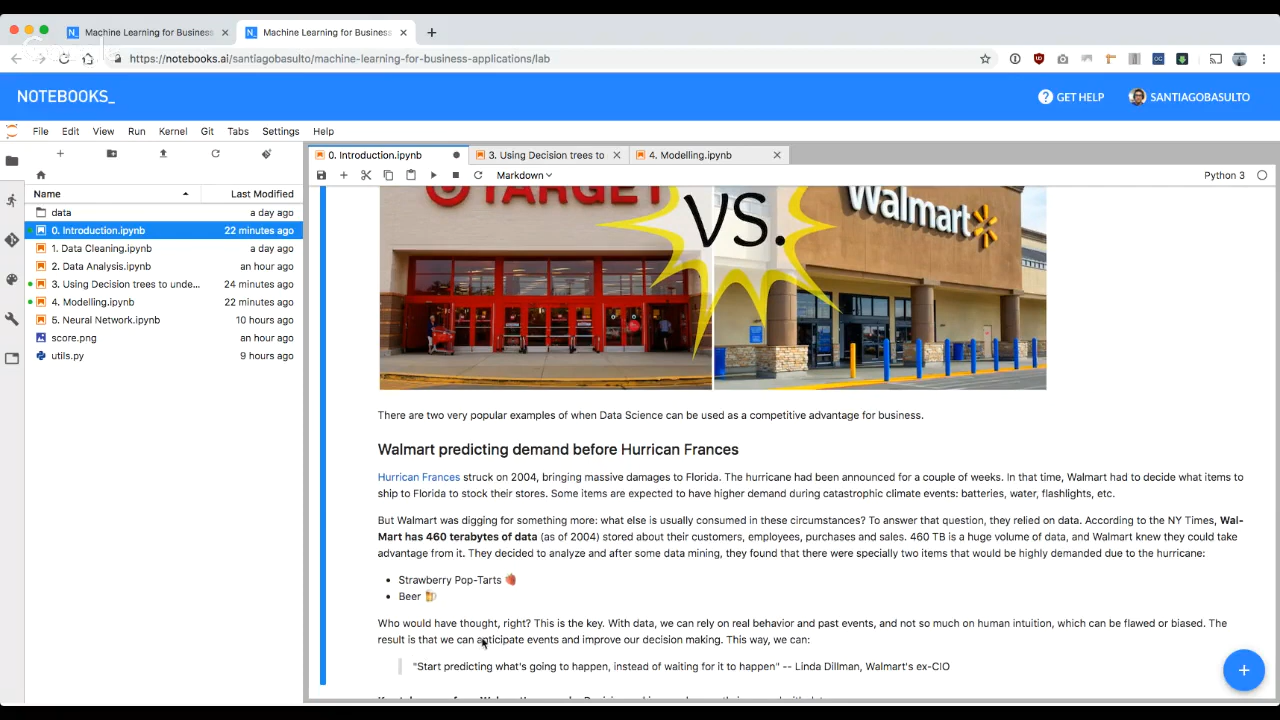 Machine Learning for Business
Machine Learning for Business
https://notebooks.ai/santiagobasulto/machine-learning-for-business-applications/lab
NOTEBOOKS_
GET HELP
SANTIAGOBASULTO
File Edit View Run Kernel Git Tabs Settings Help
0. Introduction.ipynb
3. Using Decision trees to
4. Modelling.ipynb
Markdown
Python 3
Name Last Modified
data a day ago
0. Introduction.ipynb 22 minutes ago
1. Data Cleaning.ipynb a day ago
2. Data Analysis.ipynb an hour ago
3. Using Decision trees to unde... 24 minutes ago
4. Modelling.ipynb 22 minutes ago
5. Neural Network.ipynb 10 hours ago
score.png an hour ago
utils.py 9 hours ago
TARGET
VS.
Walmart
There are two very popular examples of when Data Science can be used as a competitive advantage for business.
Walmart predicting demand before Hurrican Frances
Hurrican Frances struck on 2004, bringing massive damages to Florida. The hurricane had been announced for a couple of weeks. In that time, Walmart had to decide what items to
ship to Florida to stock their stores. Some items are expected to have higher demand during catastrophic climate events: batteries, water, flashlights, etc.
But Walmart was digging for something more: what else is usually consumed in these circumstances? To answer that question, they relied on data. According to the NY Times, Wal-
Mart has 460 terabytes of data (as of 2004) stored about their customers, employees, purchases and sales. 460 TB is a huge volume of data, and Walmart knew they could take
advantage from it. They decided to analyze and after some data mining, they found that there were specially two items that would be highly demanded due to the hurricane:
• Strawberry Pop-Tarts 🍓
• Beer 🍻
Who would have thought, right? This is the key. With data, we can rely on real behavior and past events, and not so much on human intuition, which can be flawed or biased. The
result is that we can anticipate events and improve our decision making. This way, we can:
"Start predicting what's going to happen, instead of waiting for it to happen" -- Linda Dillman, Walmart's ex-CIO